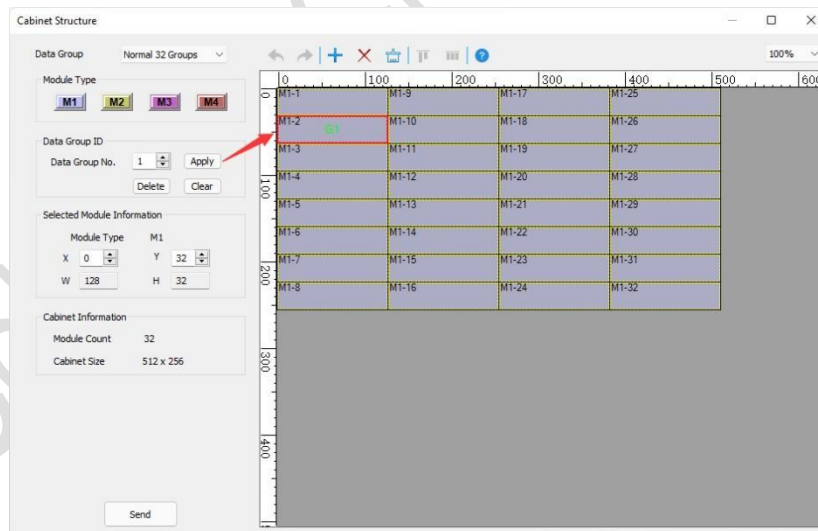 Cabinet Structure
Data Group Normal 32 Groups 100%
Module Type
M1 M2 M3 M4
Data Group ID
Data Group No. 1 Apply
Delete Clear
Selected Module Information
Module Type M1
X 0 Y 32
W 128 H 32
Cabinet Information
Module Count 32
Cabinet Size 512 x 256
Send
0 100 200 300 400 500 600
0
100
200
300
400
M1-1 M1-9 M1-17 M1-25
M1-2 G1 M1-10 M1-18 M1-26
M1-3 M1-11 M1-19 M1-27
M1-4 M1-12 M1-20 M1-28
M1-5 M1-13 M1-21 M1-29
M1-6 M1-14 M1-22 M1-30
M1-7 M1-15 M1-23 M1-31
M1-8 M1-16 M1-24 M1-32